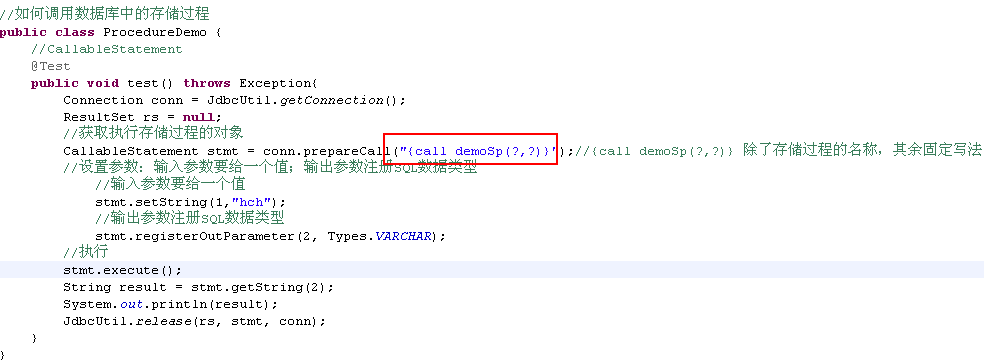 //如何调用数据库中的存储过程
public class ProcedureDemo {
//CallableStatement
@Test
public void test() throws Exception{
Connection conn = JdbcUtil.getConnection();
ResultSet rs = null;
//获取执行存储过程的对象
CallableStatement stmt = conn.prepareCall("{call demoSp(?,?)}");//{call demoSp(?,?)} 除了存储过程的名称，其余固定写法
//设置参数：输入参数要给一个值；输出参数注册SQL数据类型
//输入参数要给一个值
stmt.setString(1,"hch");
//输出参数注册SQL数据类型
stmt.registerOutParameter(2, Types.VARCHAR);
//执行
stmt.execute();
String result = stmt.getString(2);
System.out.println(result);
JdbcUtil.release(rs, stmt, conn);
}
}